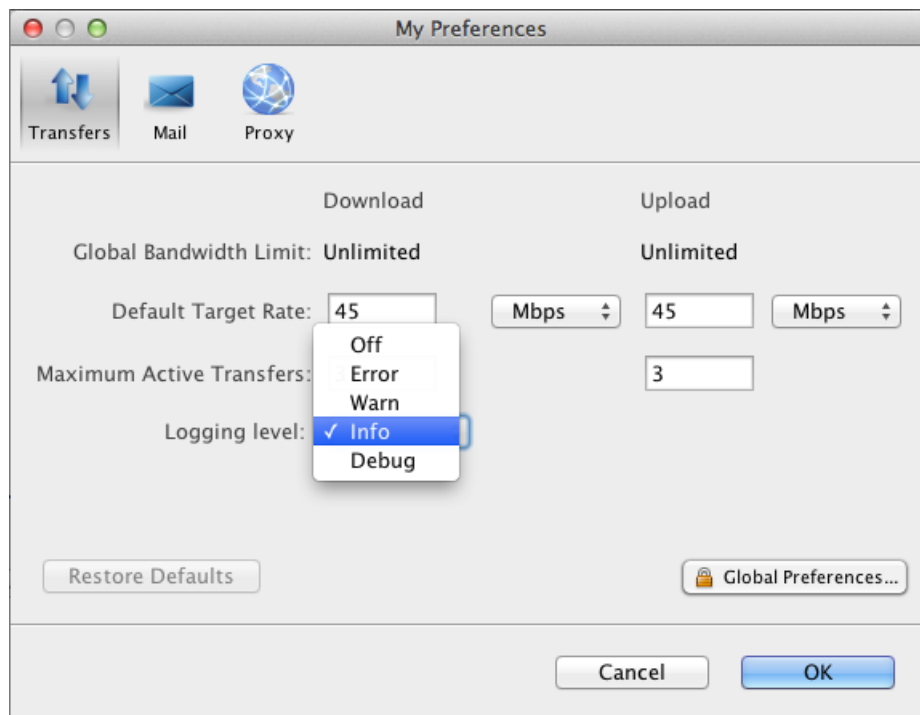 My Preferences
Transfers Mail Proxy
Download Upload
Global Bandwidth Limit: Unlimited Unlimited
Default Target Rate: 45 Mbps 45 Mbps
Off
Maximum Active Transfers: Error 3
Warn
Logging level: ✓ Info
Debug
Restore Defaults Global Preferences...
Cancel OK